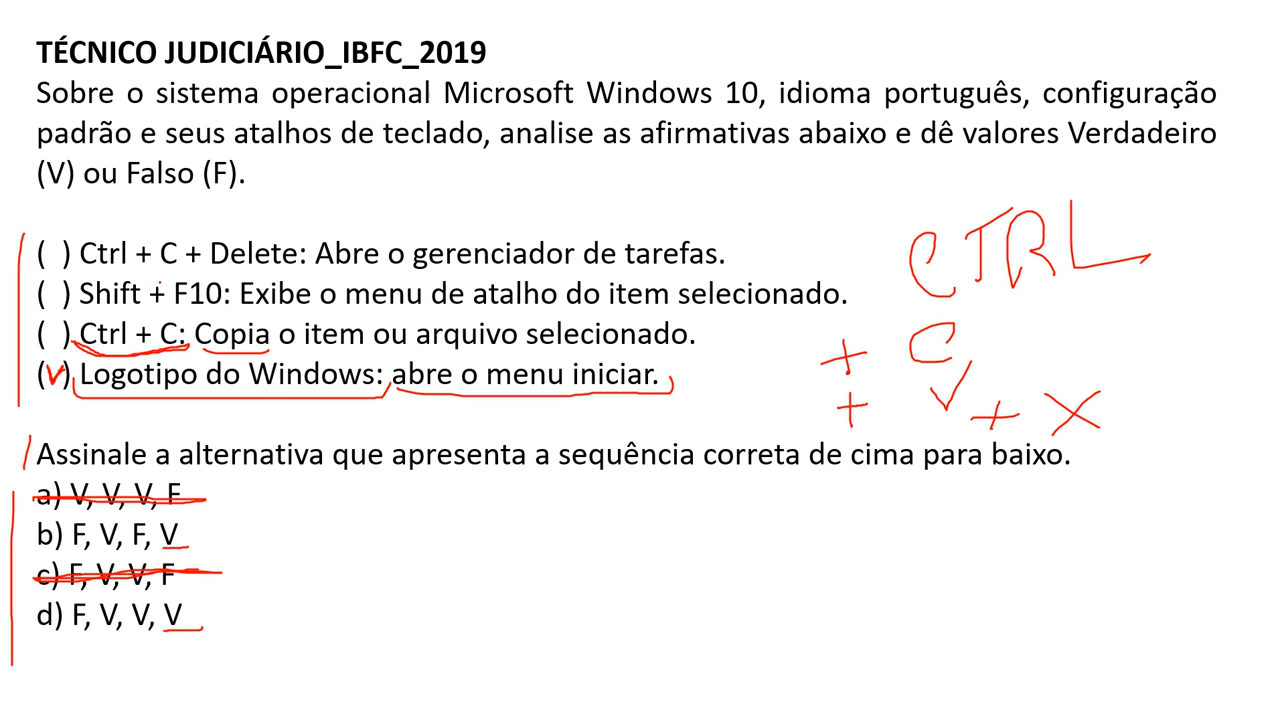 TÉCNICO JUDICIÁRIO_IBFC_2019
Sobre o sistema operacional Microsoft Windows 10, idioma português, configuração
padrão e seus atalhos de teclado, analise as afirmativas abaixo e dê valores Verdadeiro
(V) ou Falso (F).
( ) Ctrl + C + Delete: Abre o gerenciador de tarefas.
( ) Shift + F10: Exibe o menu de atalho do item selecionado.
( ) Ctrl + C: Copia o item ou arquivo selecionado.
(V) Logotipo do Windows: abre o menu iniciar.
CTRL
+ C
+ V + X
Assinale a alternativa que apresenta a sequência correta de cima para baixo.
a) V, V, V, F
b) F, V, F, V
c) F, V, V, F
d) F, V, V, V